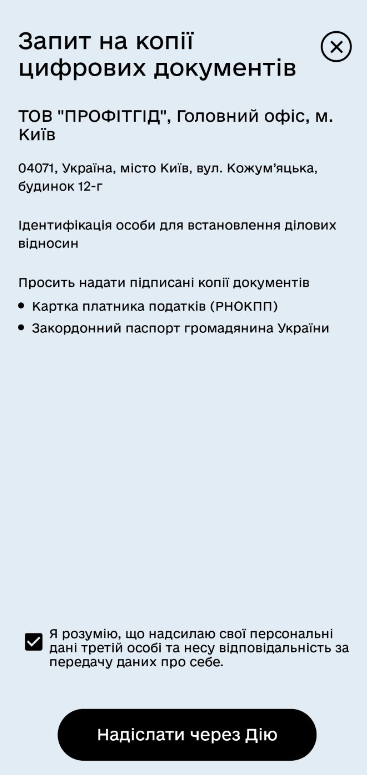 Запит на копії
цифрових документів
ТОВ "ПРОФІТГІД", Головний офіс, м.
Київ
04071, Україна, місто Київ, вул. Кожум’яцька,
будинок 12-г
Ідентифікація особи для встановлення ділових
відносин
Просить надати підписані копії документів
• Картка платника податків (РНОКПП)
• Закордонний паспорт громадянина України
Я розумію, що надсилаю свої персональні
дані третій особі та несу відповідальність за
передачу даних про себе.
Надіслати через Дію